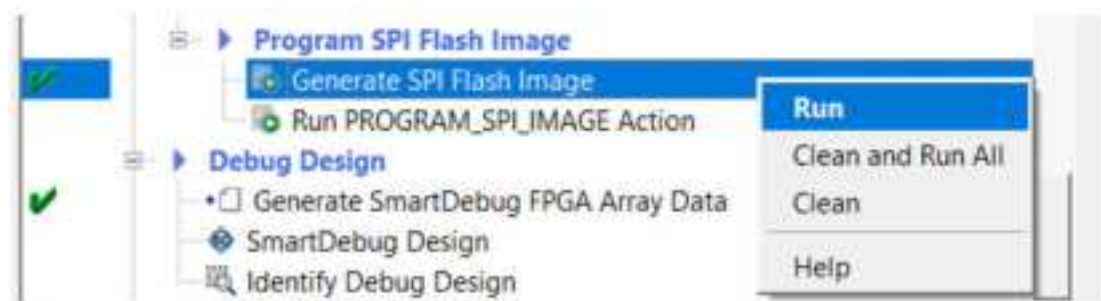 Program SPI Flash Image
Generate SPI Flash Image
Run PROGRAM_SPI_IMAGE Action
Debug Design
Generate SmartDebug FPGA Array Data
SmartDebug Design
Identify Debug Design
Run
Clean and Run All
Clean
Help